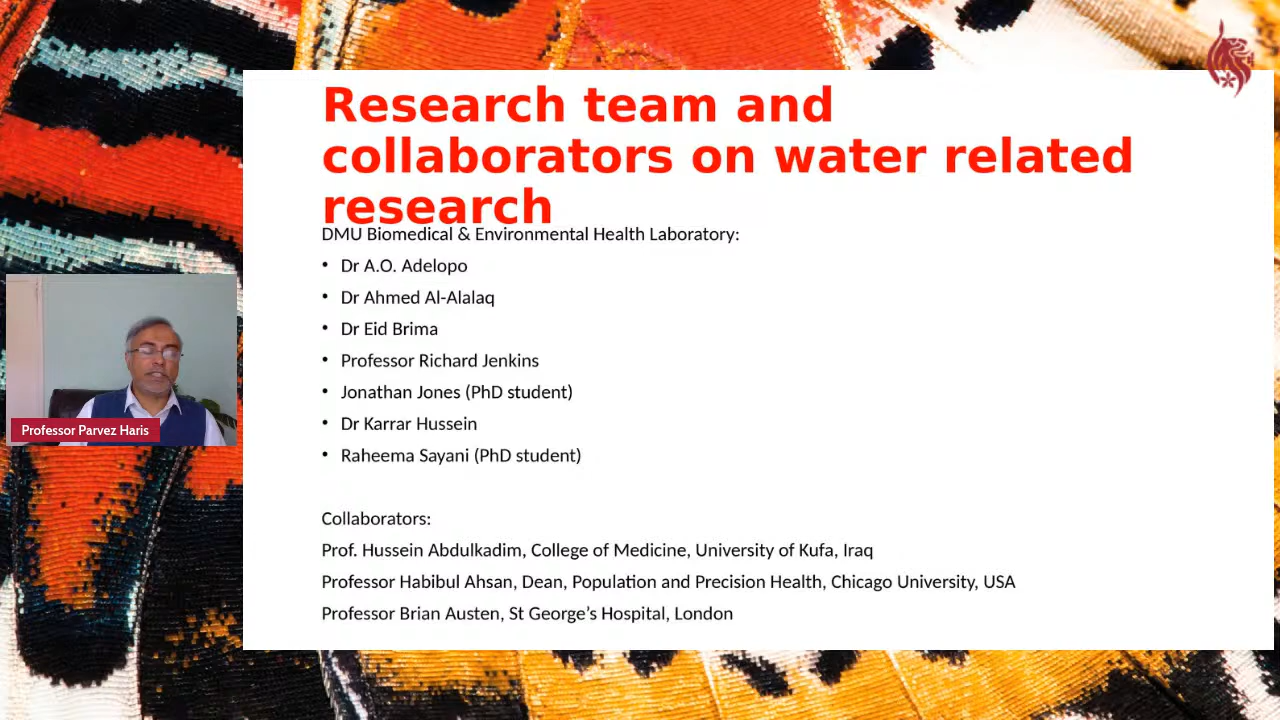 Research team and
collaborators on water related
research
DMU Biomedical & Environmental Health Laboratory:
• Dr A.O. Adelopo
• Dr Ahmed Al-Alalaq
• Dr Eid Brima
• Professor Richard Jenkins
• Jonathan Jones (PhD student)
• Dr Karrar Hussein
• Raheema Sayani (PhD student)
Collaborators:
Prof. Hussein Abdulkadim, College of Medicine, University of Kufa, Iraq
Professor Habibul Ahsan, Dean, Population and Precision Health, Chicago University, USA
Professor Brian Austen, St George’s Hospital, London
Professor Parvez Haris